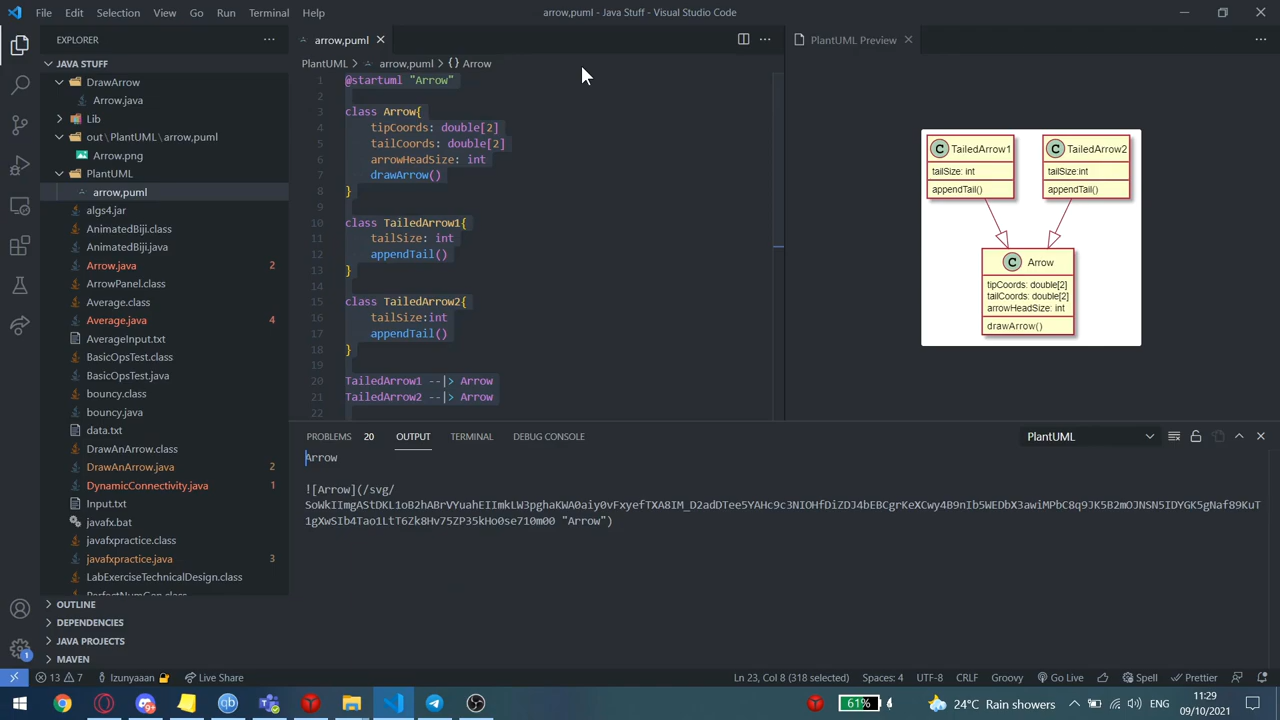 File Edit Selection View Go Run Terminal Help
arrow,puml - Java Stuff - Visual Studio Code
EXPLORER
JAVA STUFF
DrawArrow
Arrow.java
Lib
out \ PlantUML \ arrow,puml
Arrow.png
PlantUML
arrow,puml
algs4.jar
AnimatedBiji.class
AnimatedBiji.java
Arrow.java 2
ArrowPanel.class
Average.class
Average.java 4
AverageInput.txt
BasicOpsTest.class
BasicOpsTest.java
bouncy.class
bouncy.java
data.txt
DrawAnArrow.class
DrawAnArrow.java 2
DynamicConnectivity.java 1
Input.txt
javafx.bat
javafxpractice.java
javafxpractice.java 3
LabExerciseTechnicalDesign.class
PerfectNumGen.class
OUTLINE
DEPENDENCIES
JAVA PROJECTS
MAVEN
arrow,puml
PlantUML > arrow,puml > {} Arrow
1 @startuml "Arrow"
2
3 class Arrow{
4 tipCoords: double[2]
5 tailCoords: double[2]
6 arrowHeadSize: int
7 drawArrow()
8 }
9
10 class TailedArrow1{
11 tailSize: int
12 appendTail()
13 }
14
15 class TailedArrow2{
16 tailSize:int
17 appendTail()
18 }
19
20 TailedArrow1 --|> Arrow
21 TailedArrow2 --|> Arrow
22
PlantUML Preview
C TailedArrow1
tailSize: int
appendTail()
C TailedArrow2
tailSize:int
appendTail()
C Arrow
tipCoords: double[2]
tailCoords: double[2]
arrowHeadSize: int
drawArrow()
PROBLEMS 20 OUTPUT TERMINAL DEBUG CONSOLE
PlantUML
Arrow
![Arrow](/svg/
SoWkIImgAStDKL1oB2hABrVYuahEIImkLW3pghaKWA0aiy0vFxyefTXA8IM_D2adDTee5YAHc9c3NIOHfDiZDJ4bEBCgrKeXCwy4B9nIb5WEDbX3awiMPbC8q9JK5B2mOJNSN5IDYGK5gNaf89KuT
1gXwSIb4Tao1LtT6Zk8Hv75ZP35kHo0se710m00 "Arrow")
13 7 Izunyaaan Live Share
Ln 23, Col 8 (318 selected) Spaces: 4 UTF-8 CRLF Groovy Go Live Spell Prettier
1
61%
24°C Rain showers
ENG
11:29
09/10/2021